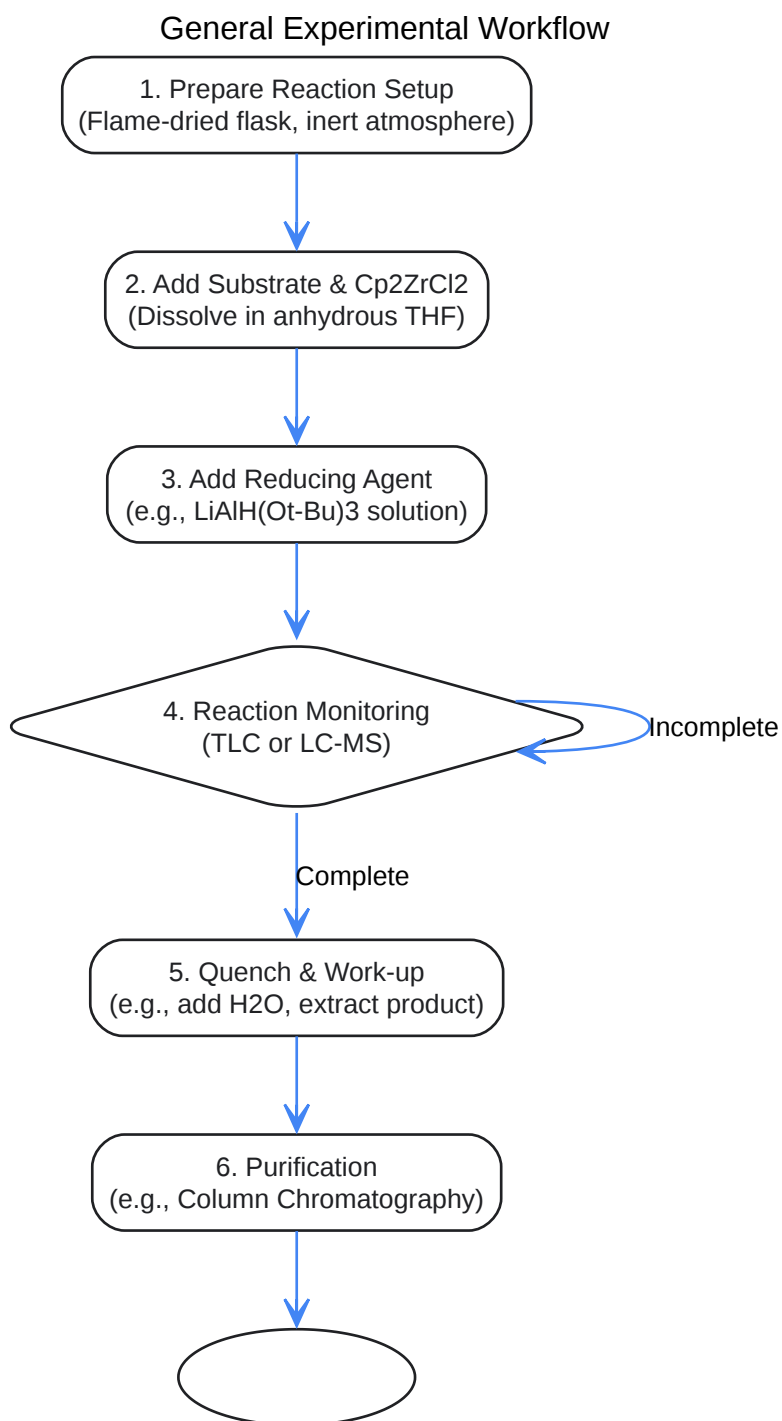 General Experimental Workflow
1. Prepare Reaction Setup
(Flame-dried flask, inert atmosphere)
2. Add Substrate & Cp2ZrCl2
(Dissolve in anhydrous THF)
3. Add Reducing Agent
(e.g., LiAlH(Ot-Bu)3 solution)
4. Reaction Monitoring
(TLC or LC-MS)
Incomplete
Complete
5. Quench & Work-up
(e.g., add H2O, extract product)
6. Purification
(e.g., Column Chromatography)